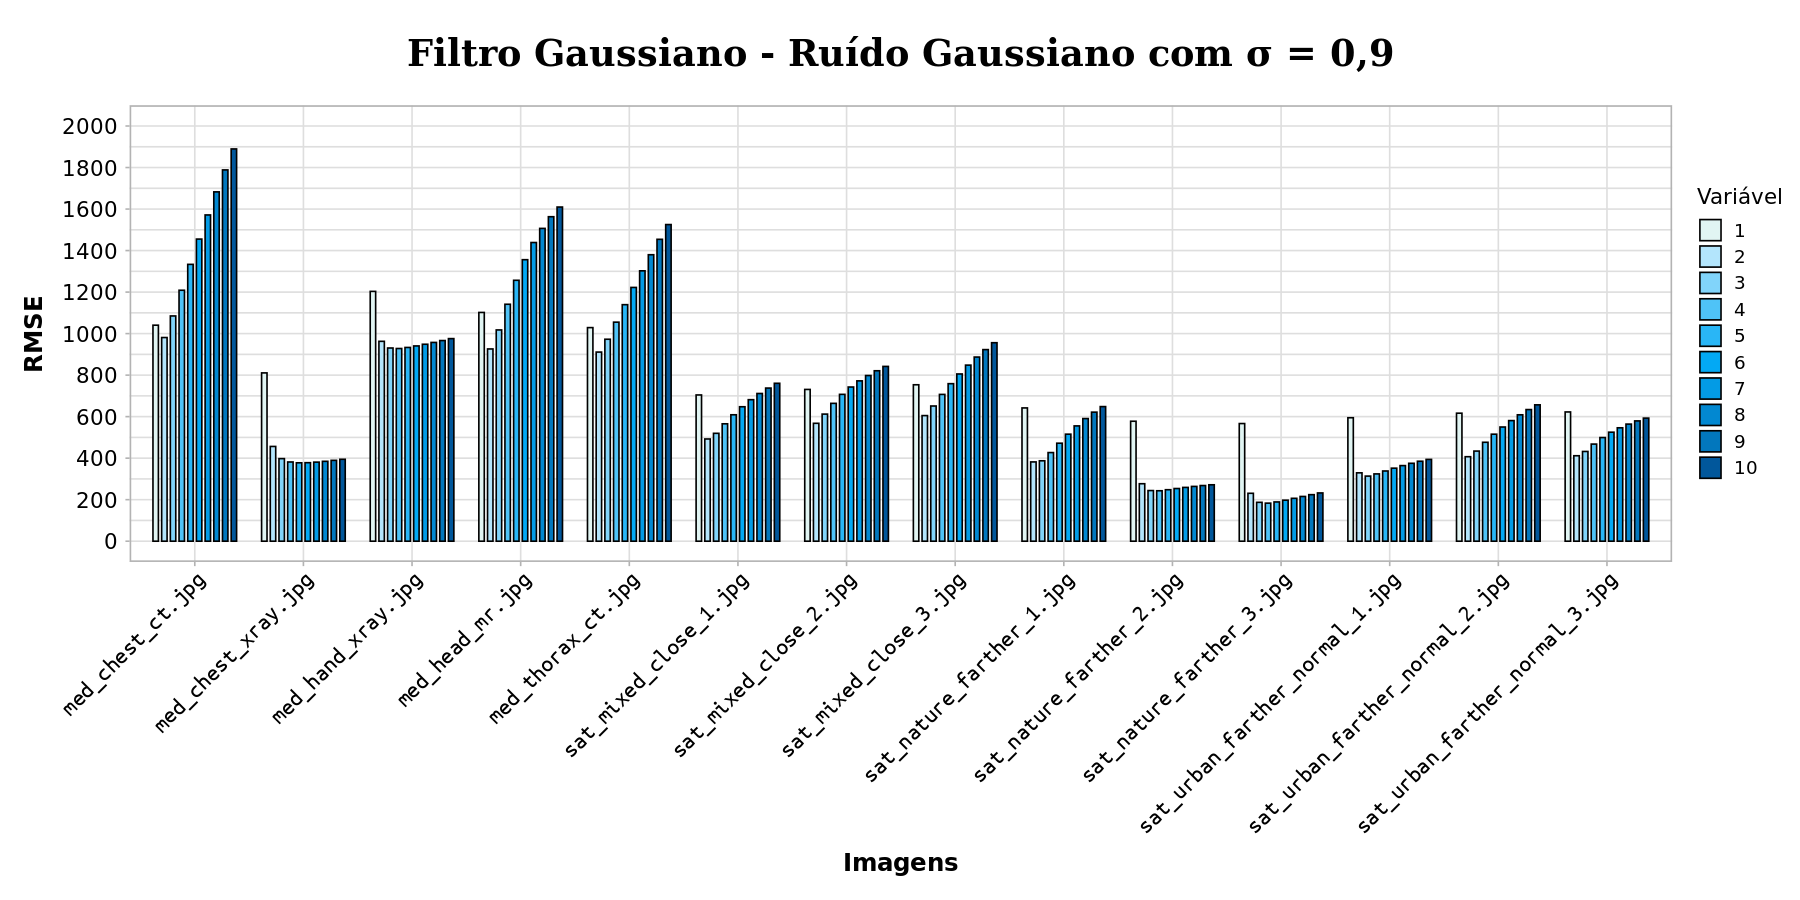 Filtro Gaussiano - Ruído Gaussiano com σ = 0,9
RMSE
2000
1800
1600
1400
1200
1000
800
600
400
200
0
med_chest_ct.jpg
med_chest_xray.jpg
med_hand_xray.jpg
med_head_mr.jpg
med_thorax_ct.jpg
sat_mixed_close_1.jpg
sat_mixed_close_2.jpg
sat_mixed_close_3.jpg
sat_nature_farther_1.jpg
sat_nature_farther_2.jpg
sat_nature_farther_3.jpg
sat_urban_farther_normal_1.jpg
sat_urban_farther_normal_2.jpg
sat_urban_farther_normal_3.jpg
Imagens
Variável
1
2
3
4
5
6
7
8
9
10